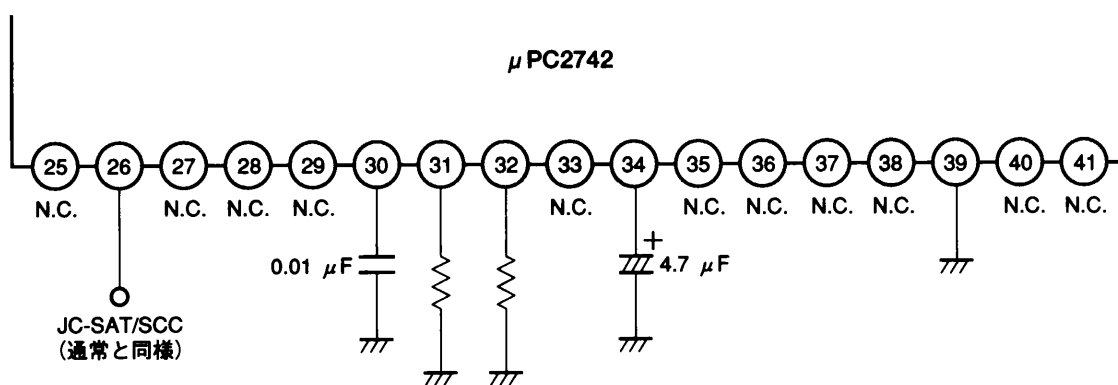 μPC2742
25 26 27 28 29 30 31 32 33 34 35 36 37 38 39 40 41
N.C. N.C. N.C. N.C. N.C. N.C. N.C. N.C. N.C. N.C. N.C.
+
0.01 μF 4.7 μF
JC-SAT/SCC
(通常と同様)